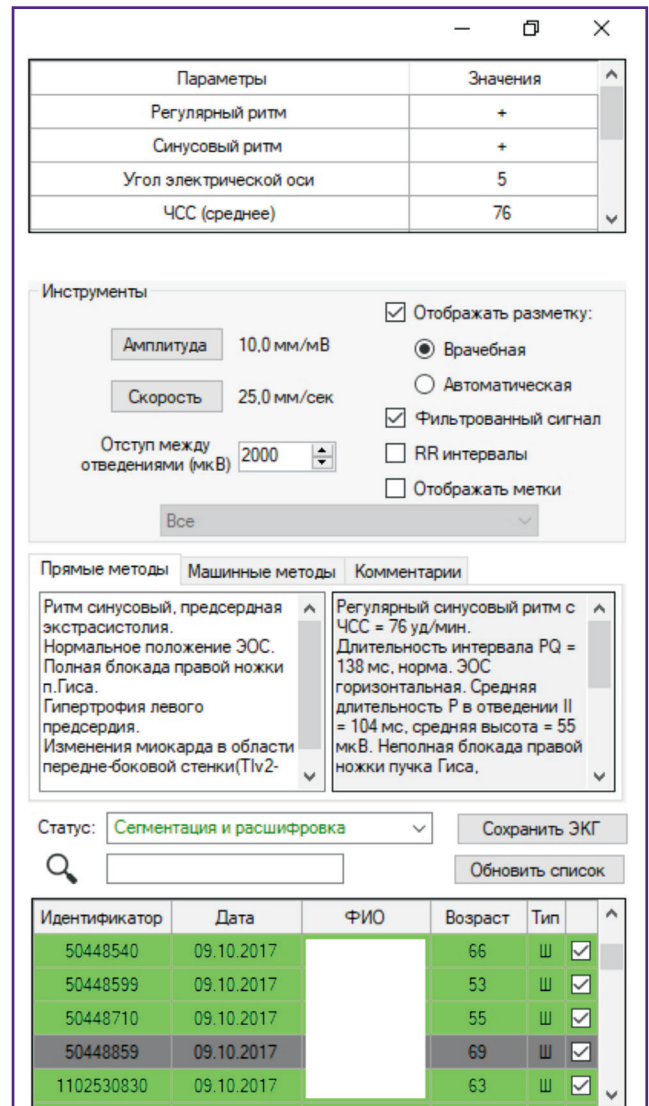 Параметры Значения
Регулярный ритм +
Синусовый ритм +
Угол электрической оси 5
ЧСС (среднее) 76
Инструменты
Отображать разметку:
Амплитуда 10,0 мм/мВ
Врачебная
Автоматическая
Скорость 25,0 мм/сек
Фильтрованный сигнал
Отступ между
отведениями (мкВ) 2000
RR интервалы
Отображать метки
Все
Прямые методы Машинные методы Комментарии
Ритм синусовый, предсердная
экстрасистолия.
Нормальное положение ЭОС.
Полная блокада правой ножки
п.Гиса.
Гипертрофия левого
предсердия.
Изменения миокарда в области
передне-боковой стенки(TIv2-
Регулярный синусовый ритм с
ЧСС = 76 уд/мин.
Длительность интервала PQ =
138 мс, норма. ЭОС
горизонтальная. Средняя
длительность P в отведении II
= 104 мс, средняя высота = 55
мкВ. Неполная блокада правой
ножки пучка Гиса,
Статус: Сегментация и расшифровка Сохранить ЭКГ
Обновить список
Идентификатор Дата ФИО Возраст Тип
50448540 09.10.2017 66 Ш
50448599 09.10.2017 53 Ш
50448710 09.10.2017 55 Ш
50448859 09.10.2017 69 Ш
1102530830 09.10.2017 63 Ш